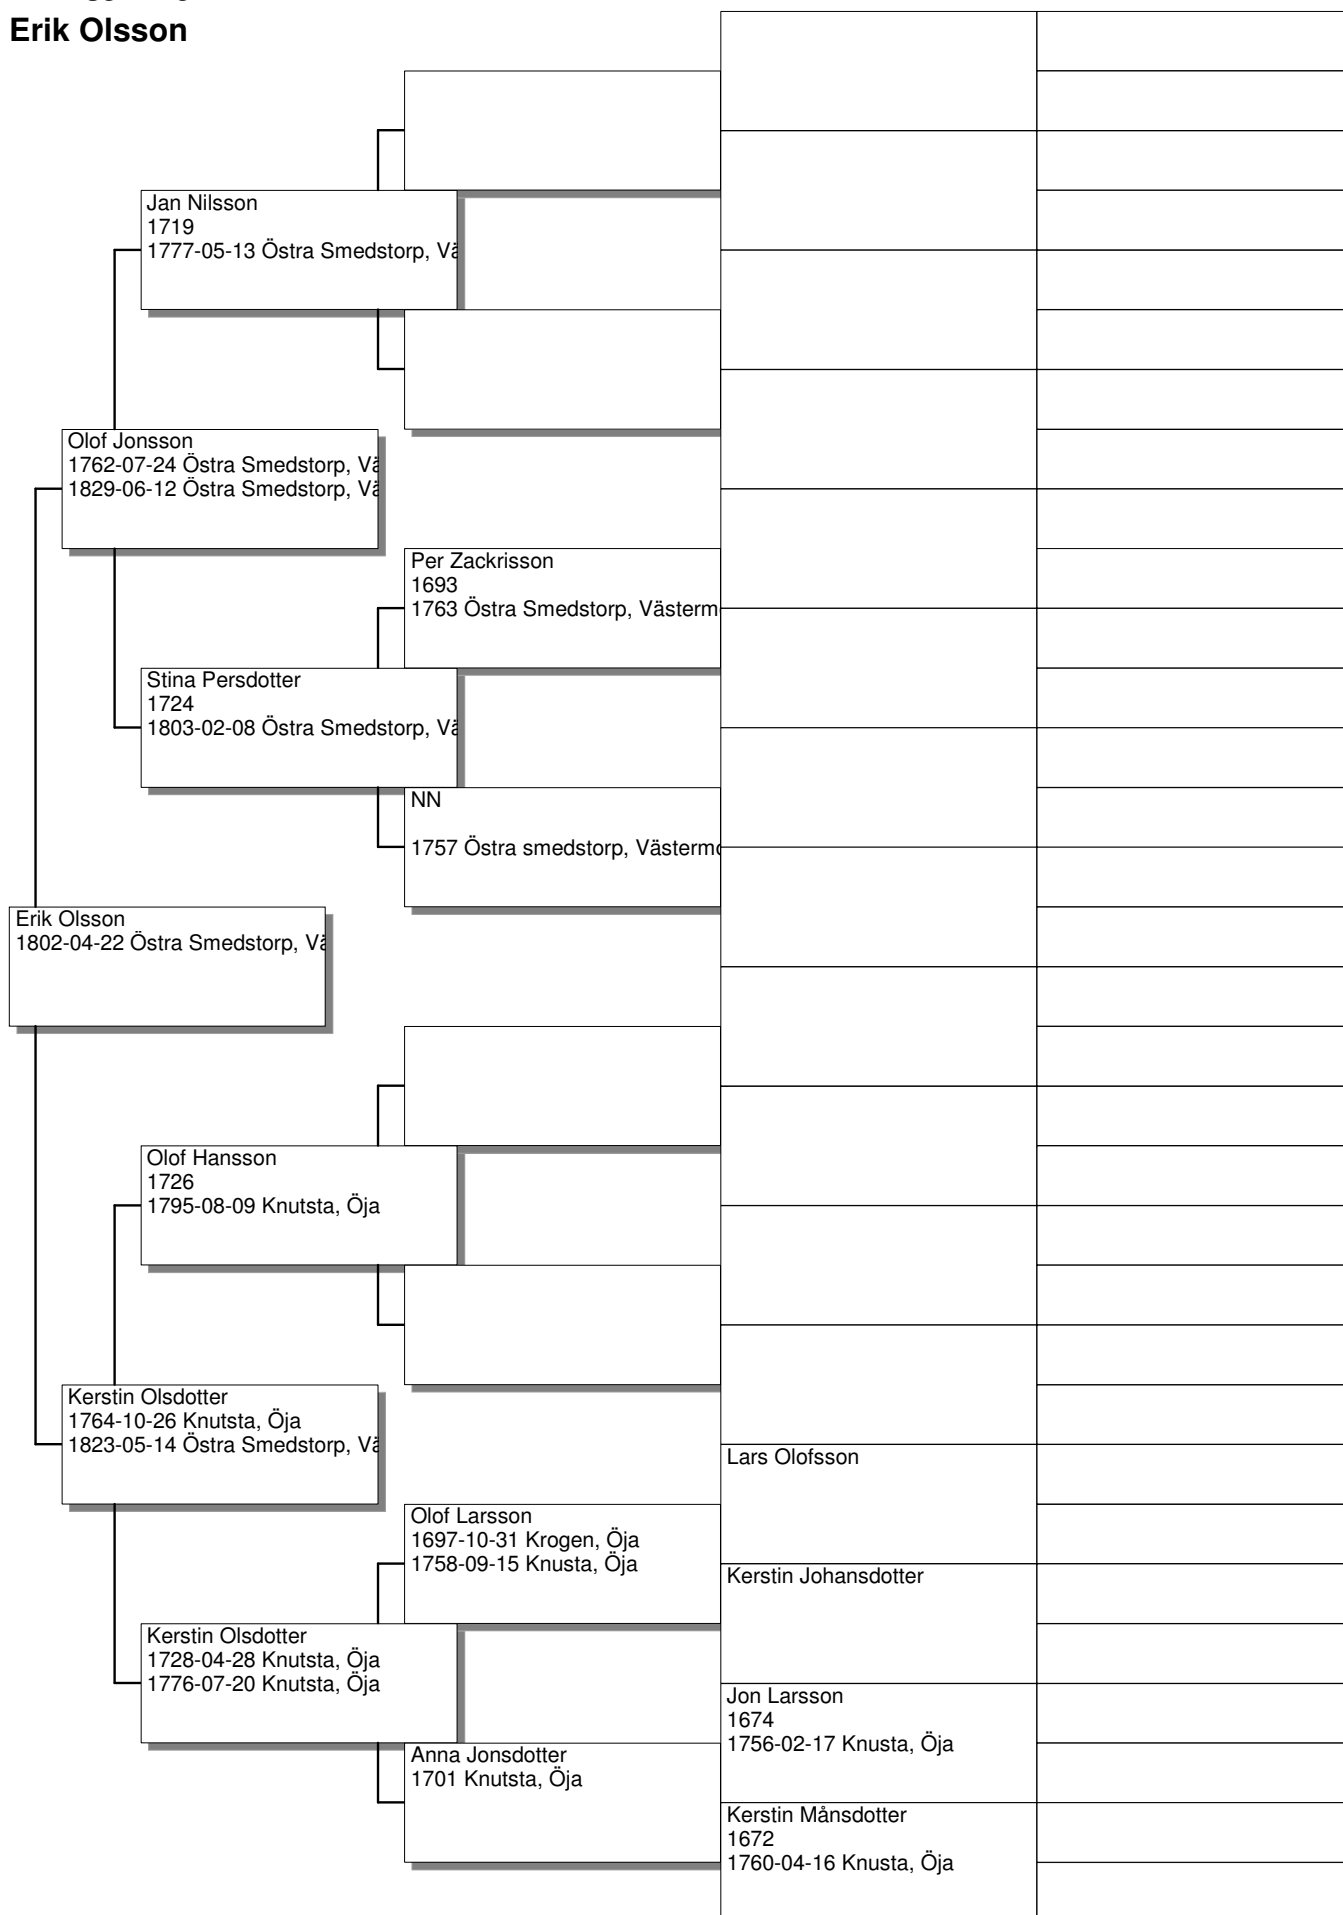 Erik Olsson
Jan Nilsson
1719
1777-05-13 Östra Smedstorp, Vä
Olof Jonsson
1762-07-24 Östra Smedstorp, Vä
1829-06-12 Östra Smedstorp, Vä
Per Zackrisson
1693
1763 Östra Smedstorp, Västerm
Stina Persdotter
1724
1803-02-08 Östra Smedstorp, Vä
NN
1757 Östra smedstorp, Västermo
Erik Olsson
1802-04-22 Östra Smedstorp, Vä
Olof Hansson
1726
1795-08-09 Knutsta, Öja
Kerstin Olsdotter
1764-10-26 Knutsta, Öja
1823-05-14 Östra Smedstorp, Vä
Lars Olofsson
Olof Larsson
1697-10-31 Krogen, Öja
1758-09-15 Knusta, Öja
Kerstin Johansdotter
Kerstin Olsdotter
1728-04-28 Knutsta, Öja
1776-07-20 Knutsta, Öja
Jon Larsson
1674
1756-02-17 Knusta, Öja
Anna Jonsdotter
1701 Knutsta, Öja
Kerstin Månsdotter
1672
1760-04-16 Knusta, Öja